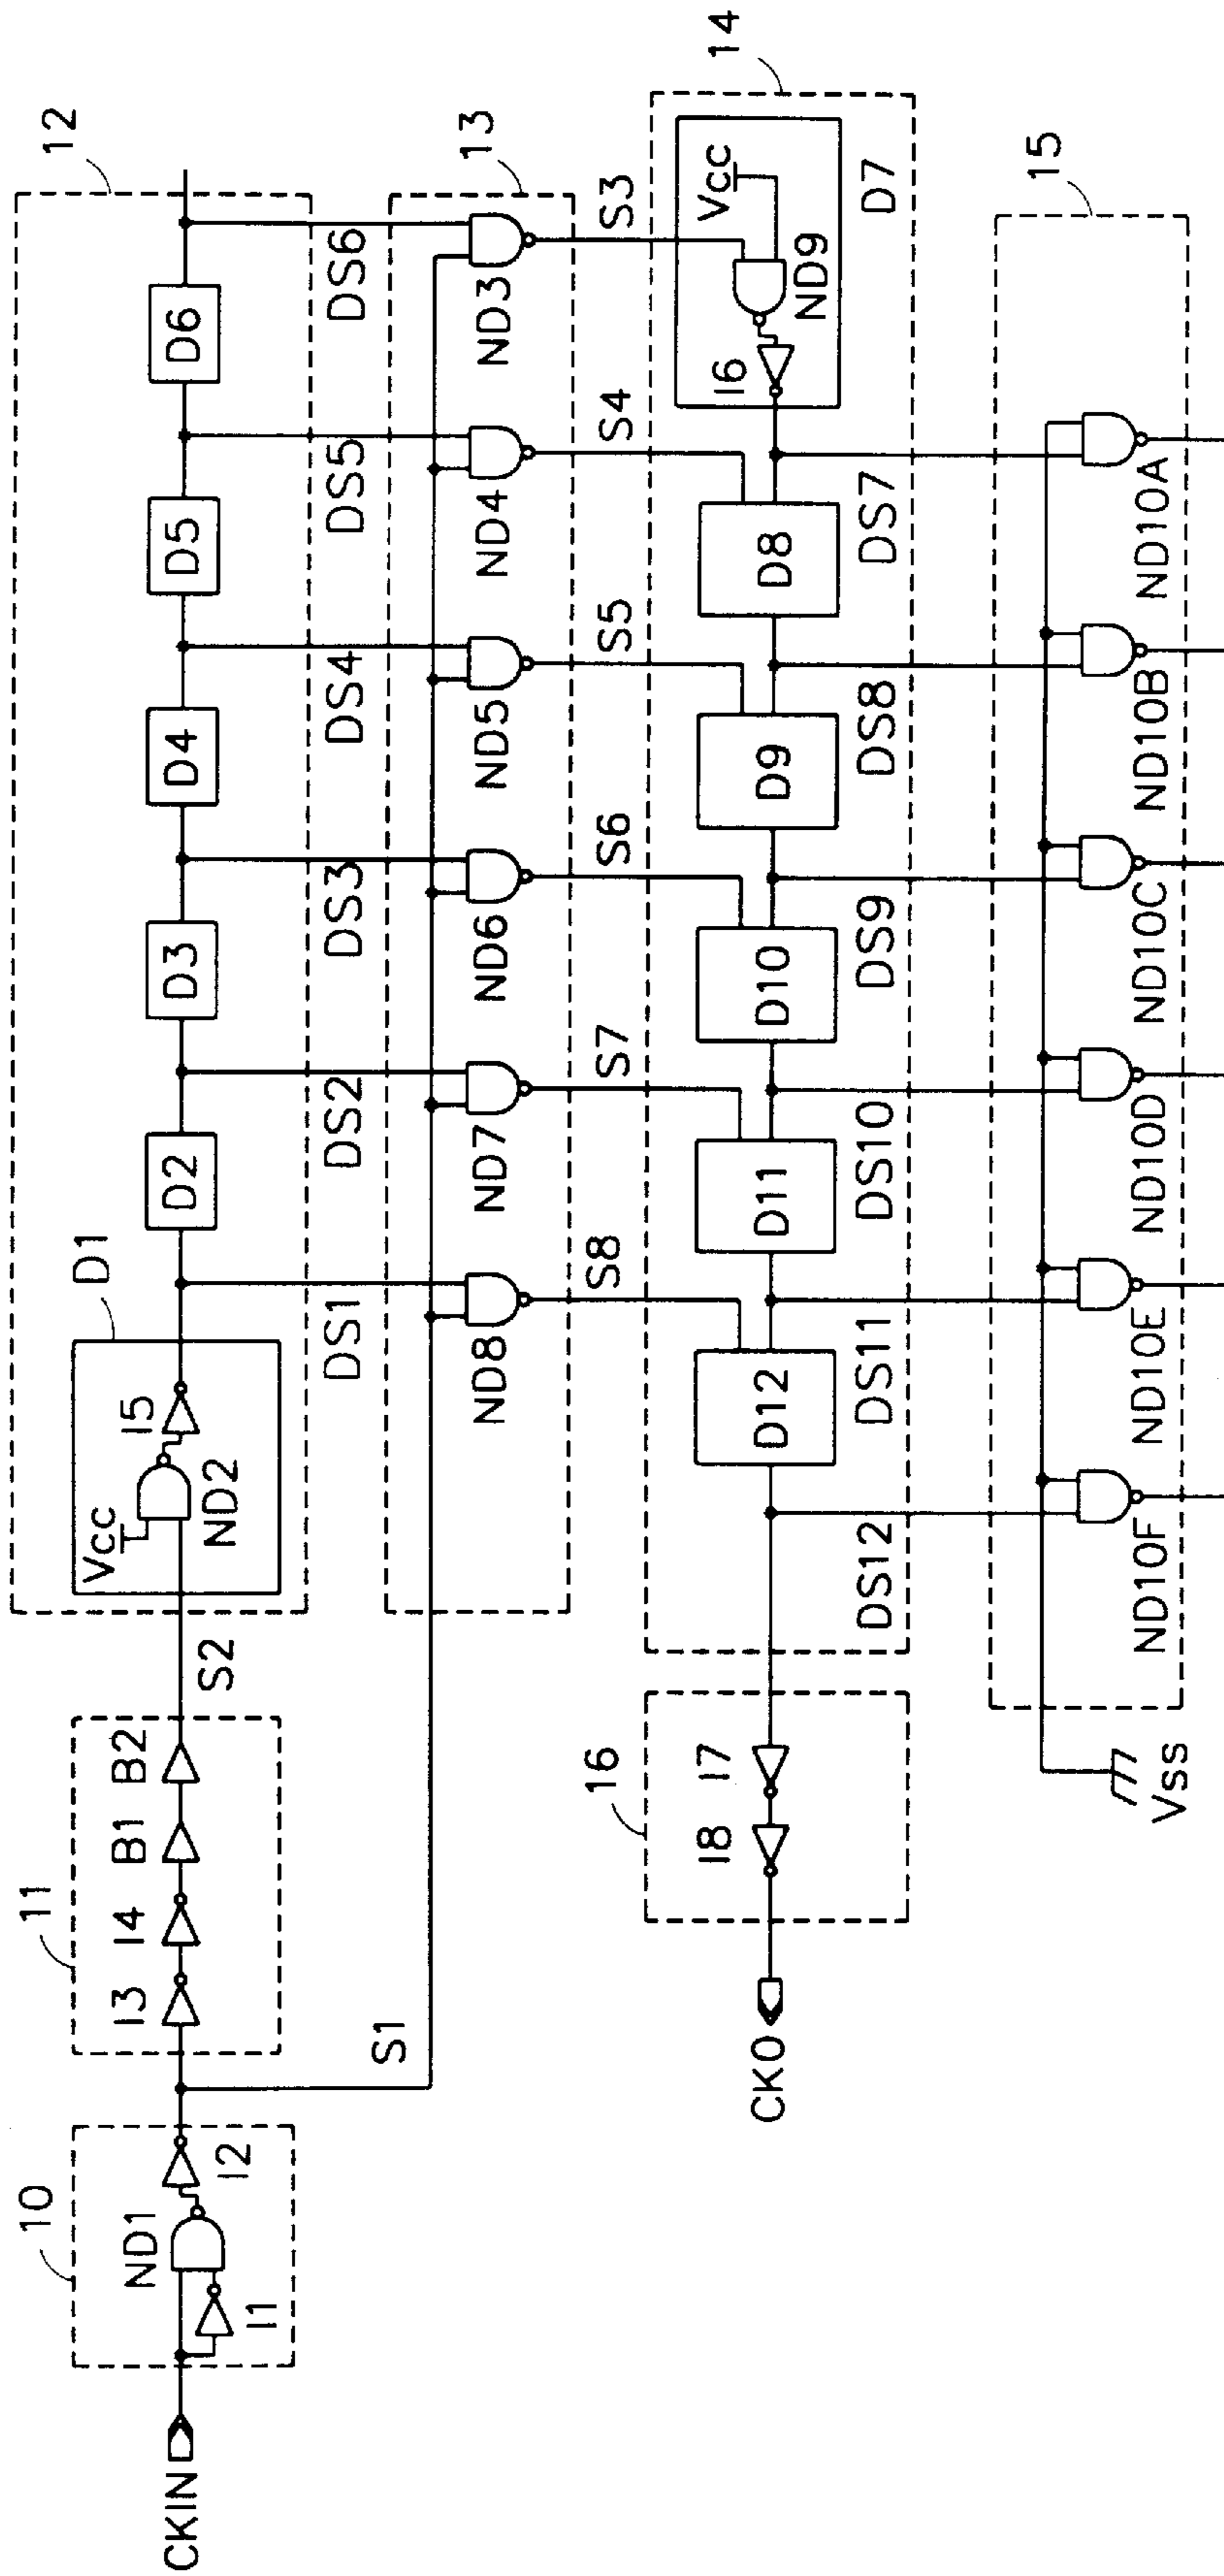 12
D1
D2
D3
D4
D5
D6
Vcc
I5
ND2
11
I3
I4
B1
B2
S2
10
ND1
I2
I1
CKIN
DS1
DS2
DS3
DS4
DS5
DS6
13
S1
ND8
ND7
ND6
ND5
ND4
ND3
S8
S7
S6
S5
S4
S3
14
Vcc
I6
ND9
D7
D12
D11
D10
D9
D8
16
I8
I7
CKO
DS12
DS11
DS10
DS9
DS8
DS7
15
ND10F
ND10E
ND10D
ND10C
ND10B
ND10A
Vss